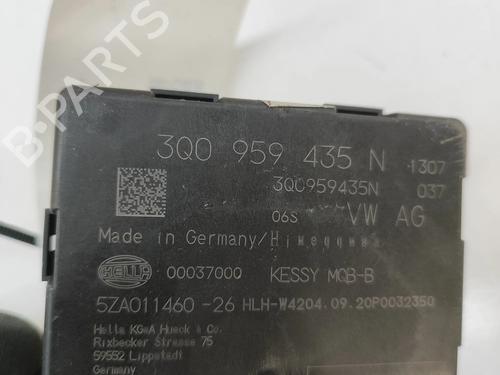 B-PARTS
3Q0 959 435 N 1307
3Q0959435N 037
06S VW AG
Made in Germany/
HELLA 00037000 KESSY MQB-B
5ZA011460-26 HLH-W4204.09.20P0032350
Hella KGaA Hueck & Co.
Rixbecker Strasse 75
59552 Lippstadt
Germany